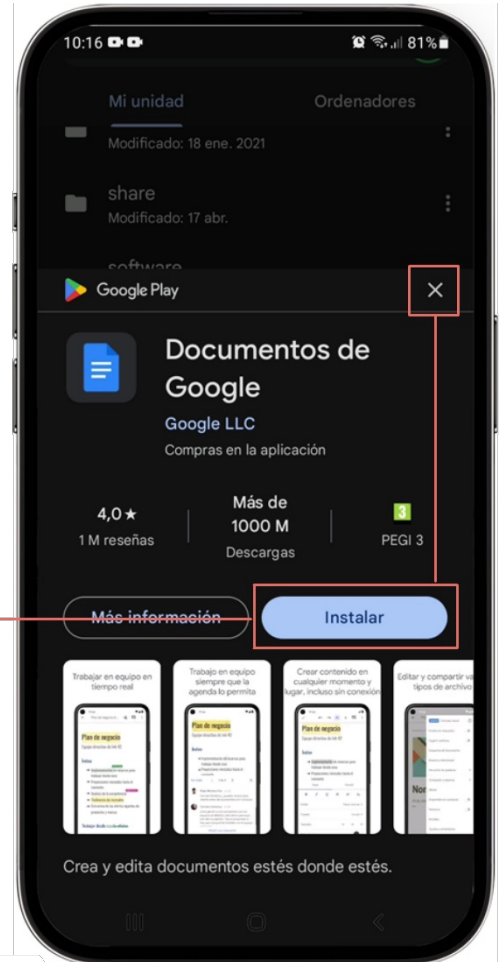 10:16
81%
Mi unidad Ordenadores
Modificado: 18 ene. 2021
share
Modificado: 17 abr.
software
Google Play
Documentos de
Google
Google LLC
Compras en la aplicación
4,0★
1 M reseñas
Más de
1000 M
Descargas
3
PEGI 3
Más información
Instalar
Trabajar en equipo en
tiempo real
Plan de negocio
Trabajo en equipo
siempre que la
agenda lo permita
Plan de negocio
Crear contenido en
cualquier momento y
lugar, incluso sin conexión
Plan de negocio
Editar y compartir va
tipos de archivo
Crea y edita documentos estés donde estés.